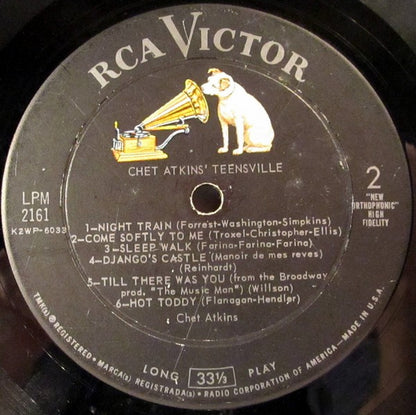 RCA VICTOR
CHET ATKINS' TEENSVILLE
LPM
2161
K2WP-6033
2
"NEW
ORTHOPHONIC"
HIGH
FIDELITY
1-NIGHT TRAIN (Forrest-Washington-Simpkins)
2-COME SOFTLY TO ME (Troxel-Christopher-Ellis)
3-SLEEP WALK (Farina-Farina-Farina)
4-DJANGO'S CASTLE (Manoir de mes reves)
(Reinhardt)
5-TILL THERE WAS YOU (from the Broadway
prod. "The Music Man") (Willson)
6-HOT TODDY (Flanagan-Hendler)
Chet Atkins
LONG 33⅓ PLAY
TMK(s) ® REGISTERED • MARCA(s) REGISTRADA(s) • RADIO CORPORATION OF AMERICA—MADE IN U.S.A.